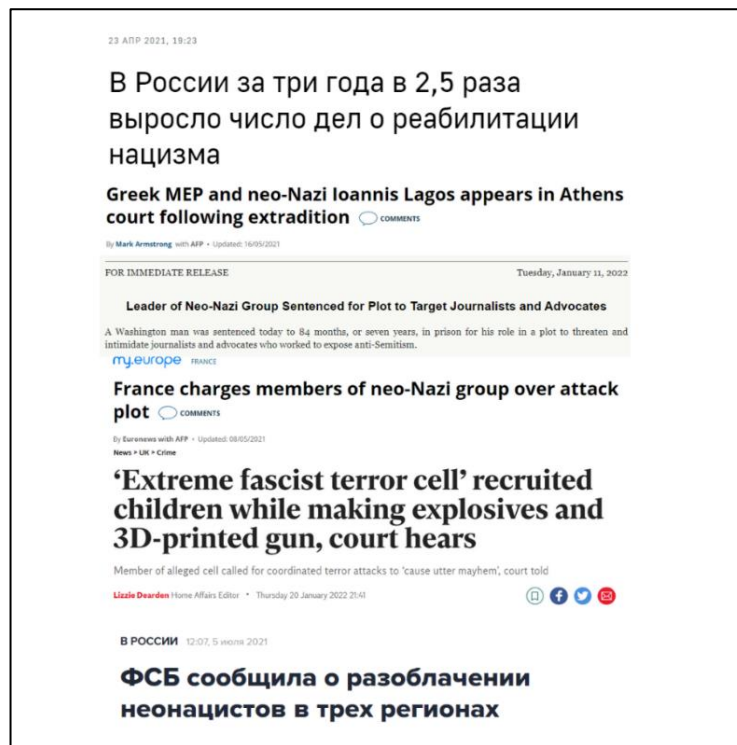 23 АПР 2021, 19:23
В России за три года в 2,5 раза
выросло число дел о реабилитации
нацизма
Greek MEP and neo-Nazi Ioannis Lagos appears in Athens
court following extradition COMMENTS
By Mark Armstrong with AFP • Updated: 16/05/2021
FOR IMMEDIATE RELEASE Tuesday, January 11, 2022
Leader of Neo-Nazi Group Sentenced for Plot to Target Journalists and Advocates
A Washington man was sentenced today to 84 months, or seven years, in prison for his role in a plot to threaten and
intimidate journalists and advocates who worked to expose anti-Semitism.
my.europe FRANCE
France charges members of neo-Nazi group over attack
plot COMMENTS
By Euronews with AFP • Updated: 08/05/2021
News > UK > Crime
‘Extreme fascist terror cell’ recruited
children while making explosives and
3D-printed gun, court hears
Member of alleged cell called for coordinated terror attacks to ‘cause utter mayhem’, court told
Lizzie Dearden Home Affairs Editor • Thursday 20 January 2022 21:41
В РОССИИ 12:07, 5 июля 2021
ФСБ сообщила о разоблачении
неонацистов в трех регионах